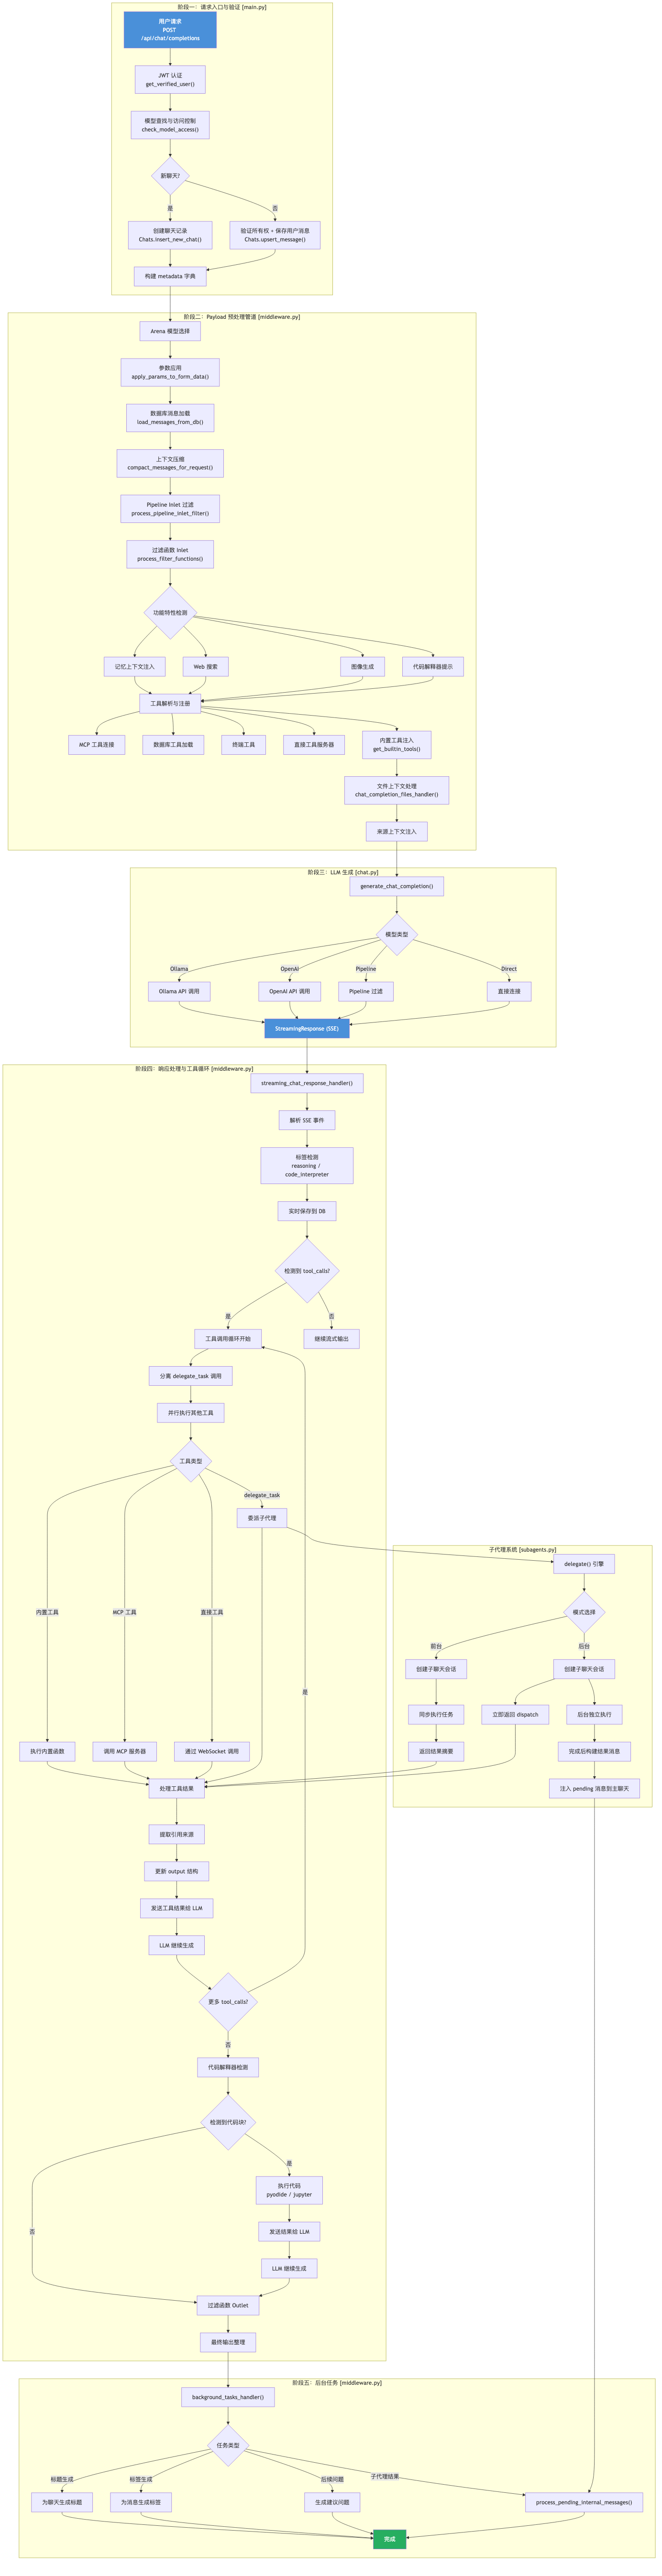 阶段一：请求入口与验证 [main.py]
用户请求
POST
/api/chat/completions
JWT 认证
get_verified_user()
模型查找与访问控制
check_model_access()
新聊天?
是
否
创建聊天记录
Chats.insert_new_chat()
验证所有权 + 保存用户消息
Chats.upsert_message()
构建 metadata 字典
阶段二：Payload 预处理管道 [middleware.py]
Arena 模型选择
参数应用
apply_params_to_form_data()
数据库消息加载
load_messages_from_db()
上下文压缩
compact_messages_for_request()
Pipeline Inlet 过滤
process_pipeline_inlet_filter()
过滤函数 Inlet
process_filter_functions()
功能特性检测
记忆上下文注入
Web 搜索
图像生成
代码解释器提示
工具解析与注册
MCP 工具连接
数据库工具加载
终端工具
直接工具服务器
内置工具注入
get_builtin_tools()
文件上下文处理
chat_completion_files_handler()
来源上下文注入
阶段三：LLM 生成 [chat.py]
generate_chat_completion()
模型类型
Ollama
OpenAI
Pipeline
Direct
Ollama API 调用
OpenAI API 调用
Pipeline 过滤
直接连接
StreamingResponse (SSE)
阶段四：响应处理与工具循环 [middleware.py]
streaming_chat_response_handler()
解析 SSE 事件
标签检测
reasoning /
code_interpreter
实时保存到 DB
检测到 tool_calls?
是
否
工具调用循环开始
继续流式输出
分离 delegate_task 调用
并行执行其他工具
工具类型
delegate_task
委派子代理
子代理系统 [subagents.py]
delegate() 引擎
模式选择
前台
后台
内置工具
MCP 工具
直接工具
是
创建子聊天会话
创建子聊天会话
同步执行任务
立即返回 dispatch
后台独立执行
执行内置函数
调用 MCP 服务器
通过 WebSocket 调用
返回结果摘要
完成后构建结果消息
处理工具结果
注入 pending 消息到主聊天
提取引用来源
更新 output 结构
发送工具结果给 LLM
LLM 继续生成
更多 tool_calls?
否
代码解释器检测
检测到代码块?
是
否
执行代码
pyodide / jupyter
发送结果给 LLM
LLM 继续生成
过滤函数 Outlet
最终输出整理
阶段五：后台任务 [middleware.py]
background_tasks_handler()
任务类型
标题生成
标签生成
后续问题
子代理结果
为聊天生成标题
为消息生成标签
生成建议问题
process_pending_internal_messages()
完成